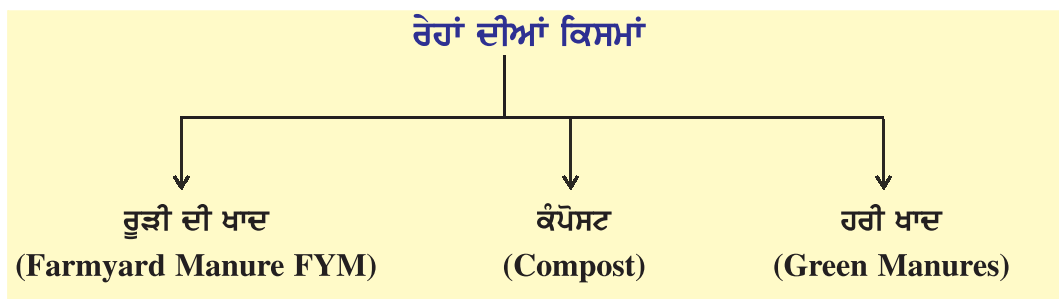 ਰੇਹਾਂ ਦੀਆਂ ਕਿਸਮਾਂ
ਰੂੜੀ ਦੀ ਖਾਦ
(Farmyard Manure FYM)
ਕੰਪੋਸਟ
(Compost)
ਹਰੀ ਖਾਦ
(Green Manures)